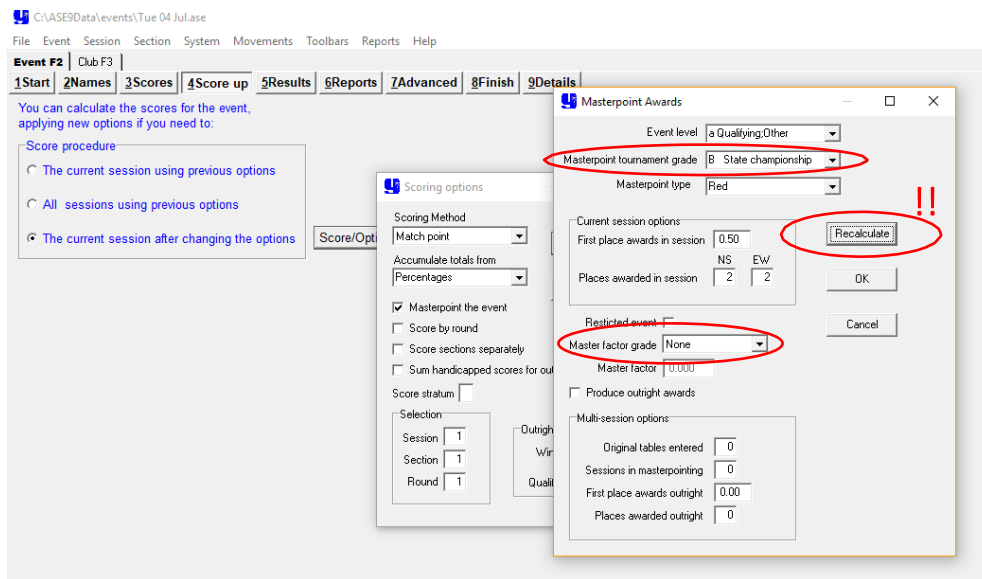 C:\ASE9Data\events\Tue 04 Jul.ase
File Event Session Section System Movements Toolbars Reports Help
Event F2 Club F3
1Start 2Names 3Scores 4Score up 5Results 6Reports 7Advanced 8Finish 9Details
You can calculate the scores for the event,
applying new options if you need to:
Score procedure
The current session using previous options
All sessions using previous options
The current session after changing the options
Score/Opti
Scoring options
Scoring Method
Match point
Accumulate totals from
Percentages
Masterpoint the event
Score by round
Score sections separately
Sum handicapped scores for ou
Score stratum
Selection
Session 1
Section 1
Round 1
Outrigh
Wir
Qualif
Masterpoint Awards
Event level a Qualifying;Other
Masterpoint tournament grade B State championship
Masterpoint type Red
!!
Current session options
First place awards in session 0.50
NS EW
Places awarded in session 2 2
Recalculate
OK
Cancel
Resticted event
Master factor grade None
Master factor 0.000
Produce outright awards
Multi-session options
Original tables entered 0
Sessions in masterpointing 0
First place awards outright 0.00
Places awarded outright 0